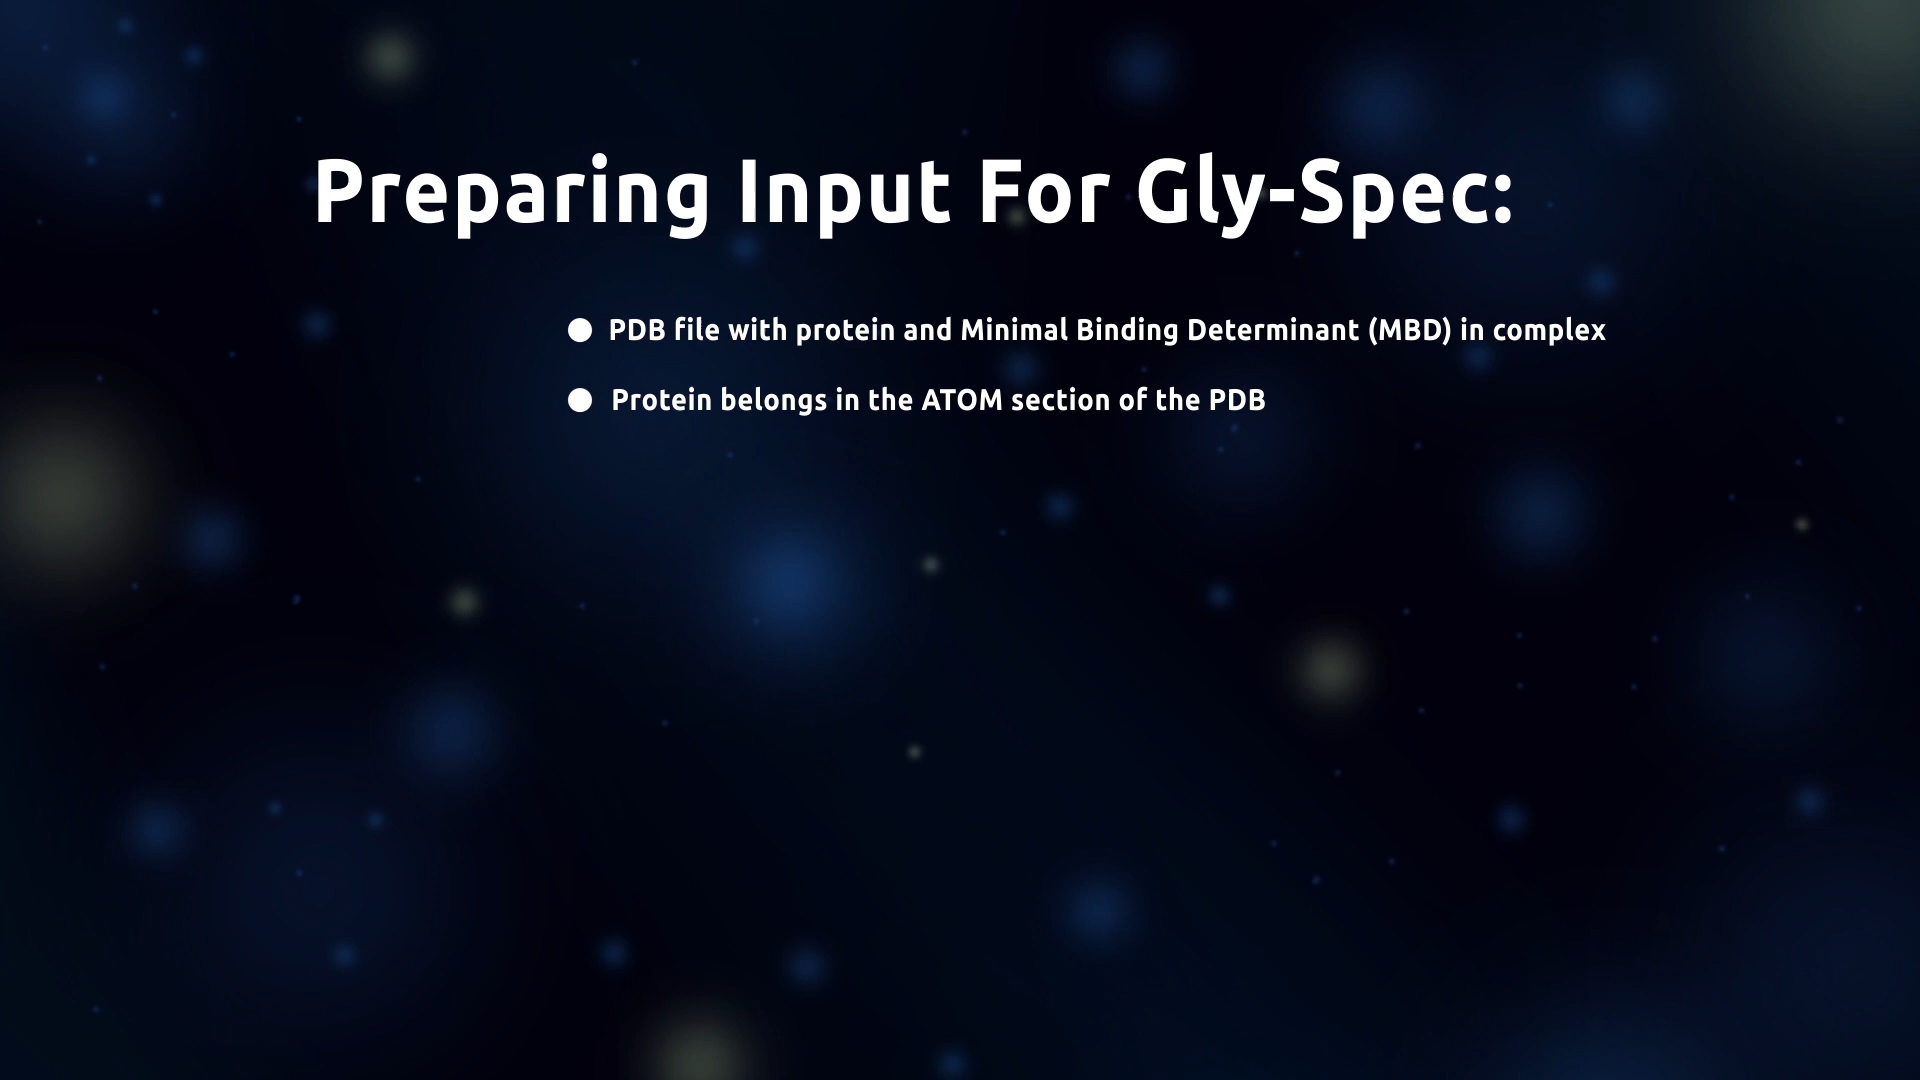 Preparing Input For Gly-Spec:
● PDB file with protein and Minimal Binding Determinant (MBD) in complex
● Protein belongs in the ATOM section of the PDB